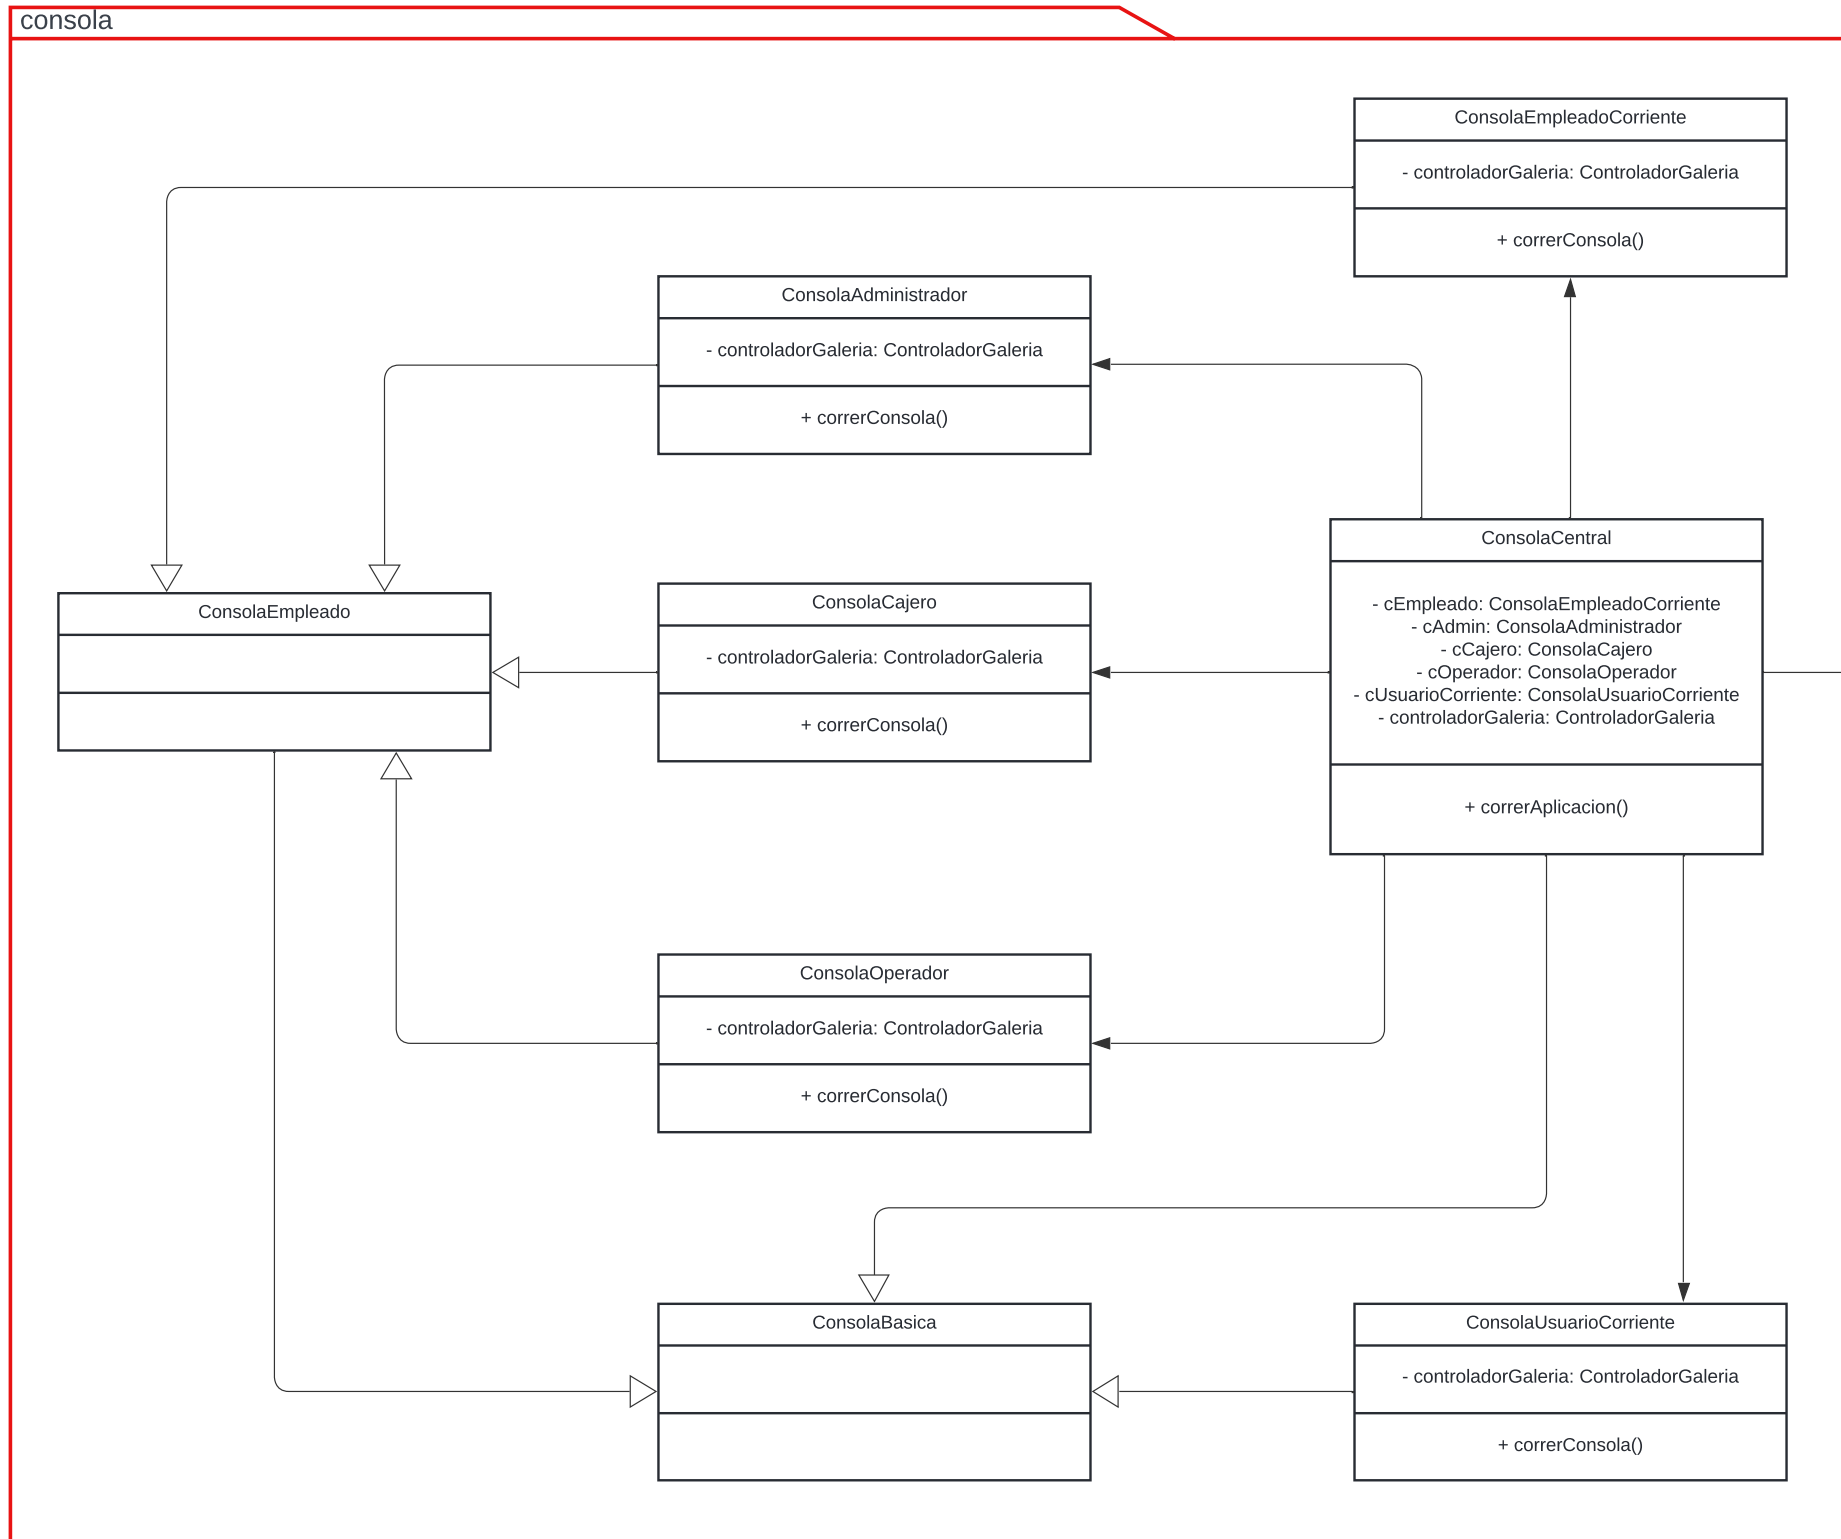 consola
ConsolaEmpleadoCorriente
- controladorGaleria: ControladorGaleria
+ correrConsola()
ConsolaAdministrador
- controladorGaleria: ControladorGaleria
+ correrConsola()
ConsolaCentral
- cEmpleado: ConsolaEmpleadoCorriente
- cAdmin: ConsolaAdministrador
- cCajero: ConsolaCajero
- cOperador: ConsolaOperador
- cUsuarioCorriente: ConsolaUsuarioCorriente
- controladorGaleria: ControladorGaleria
+ correrAplicacion()
ConsolaEmpleado
ConsolaCajero
- controladorGaleria: ControladorGaleria
+ correrConsola()
ConsolaOperador
- controladorGaleria: ControladorGaleria
+ correrConsola()
ConsolaBasica
ConsolaUsuarioCorriente
- controladorGaleria: ControladorGaleria
+ correrConsola()